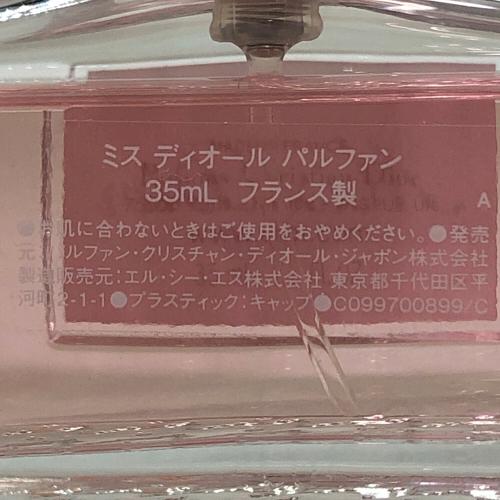 ミス ディオール パルファン
35mL フランス製
A
●お肌に合わないときはご使用をおやめください。●発売
元:パルファン・クリスチャン・ディオール・ジャポン株式会社
製造販売元:エル・シー・エス株式会社 東京都千代田区平
河町2-1-1●プラスティック:キャップ●C099700899/C